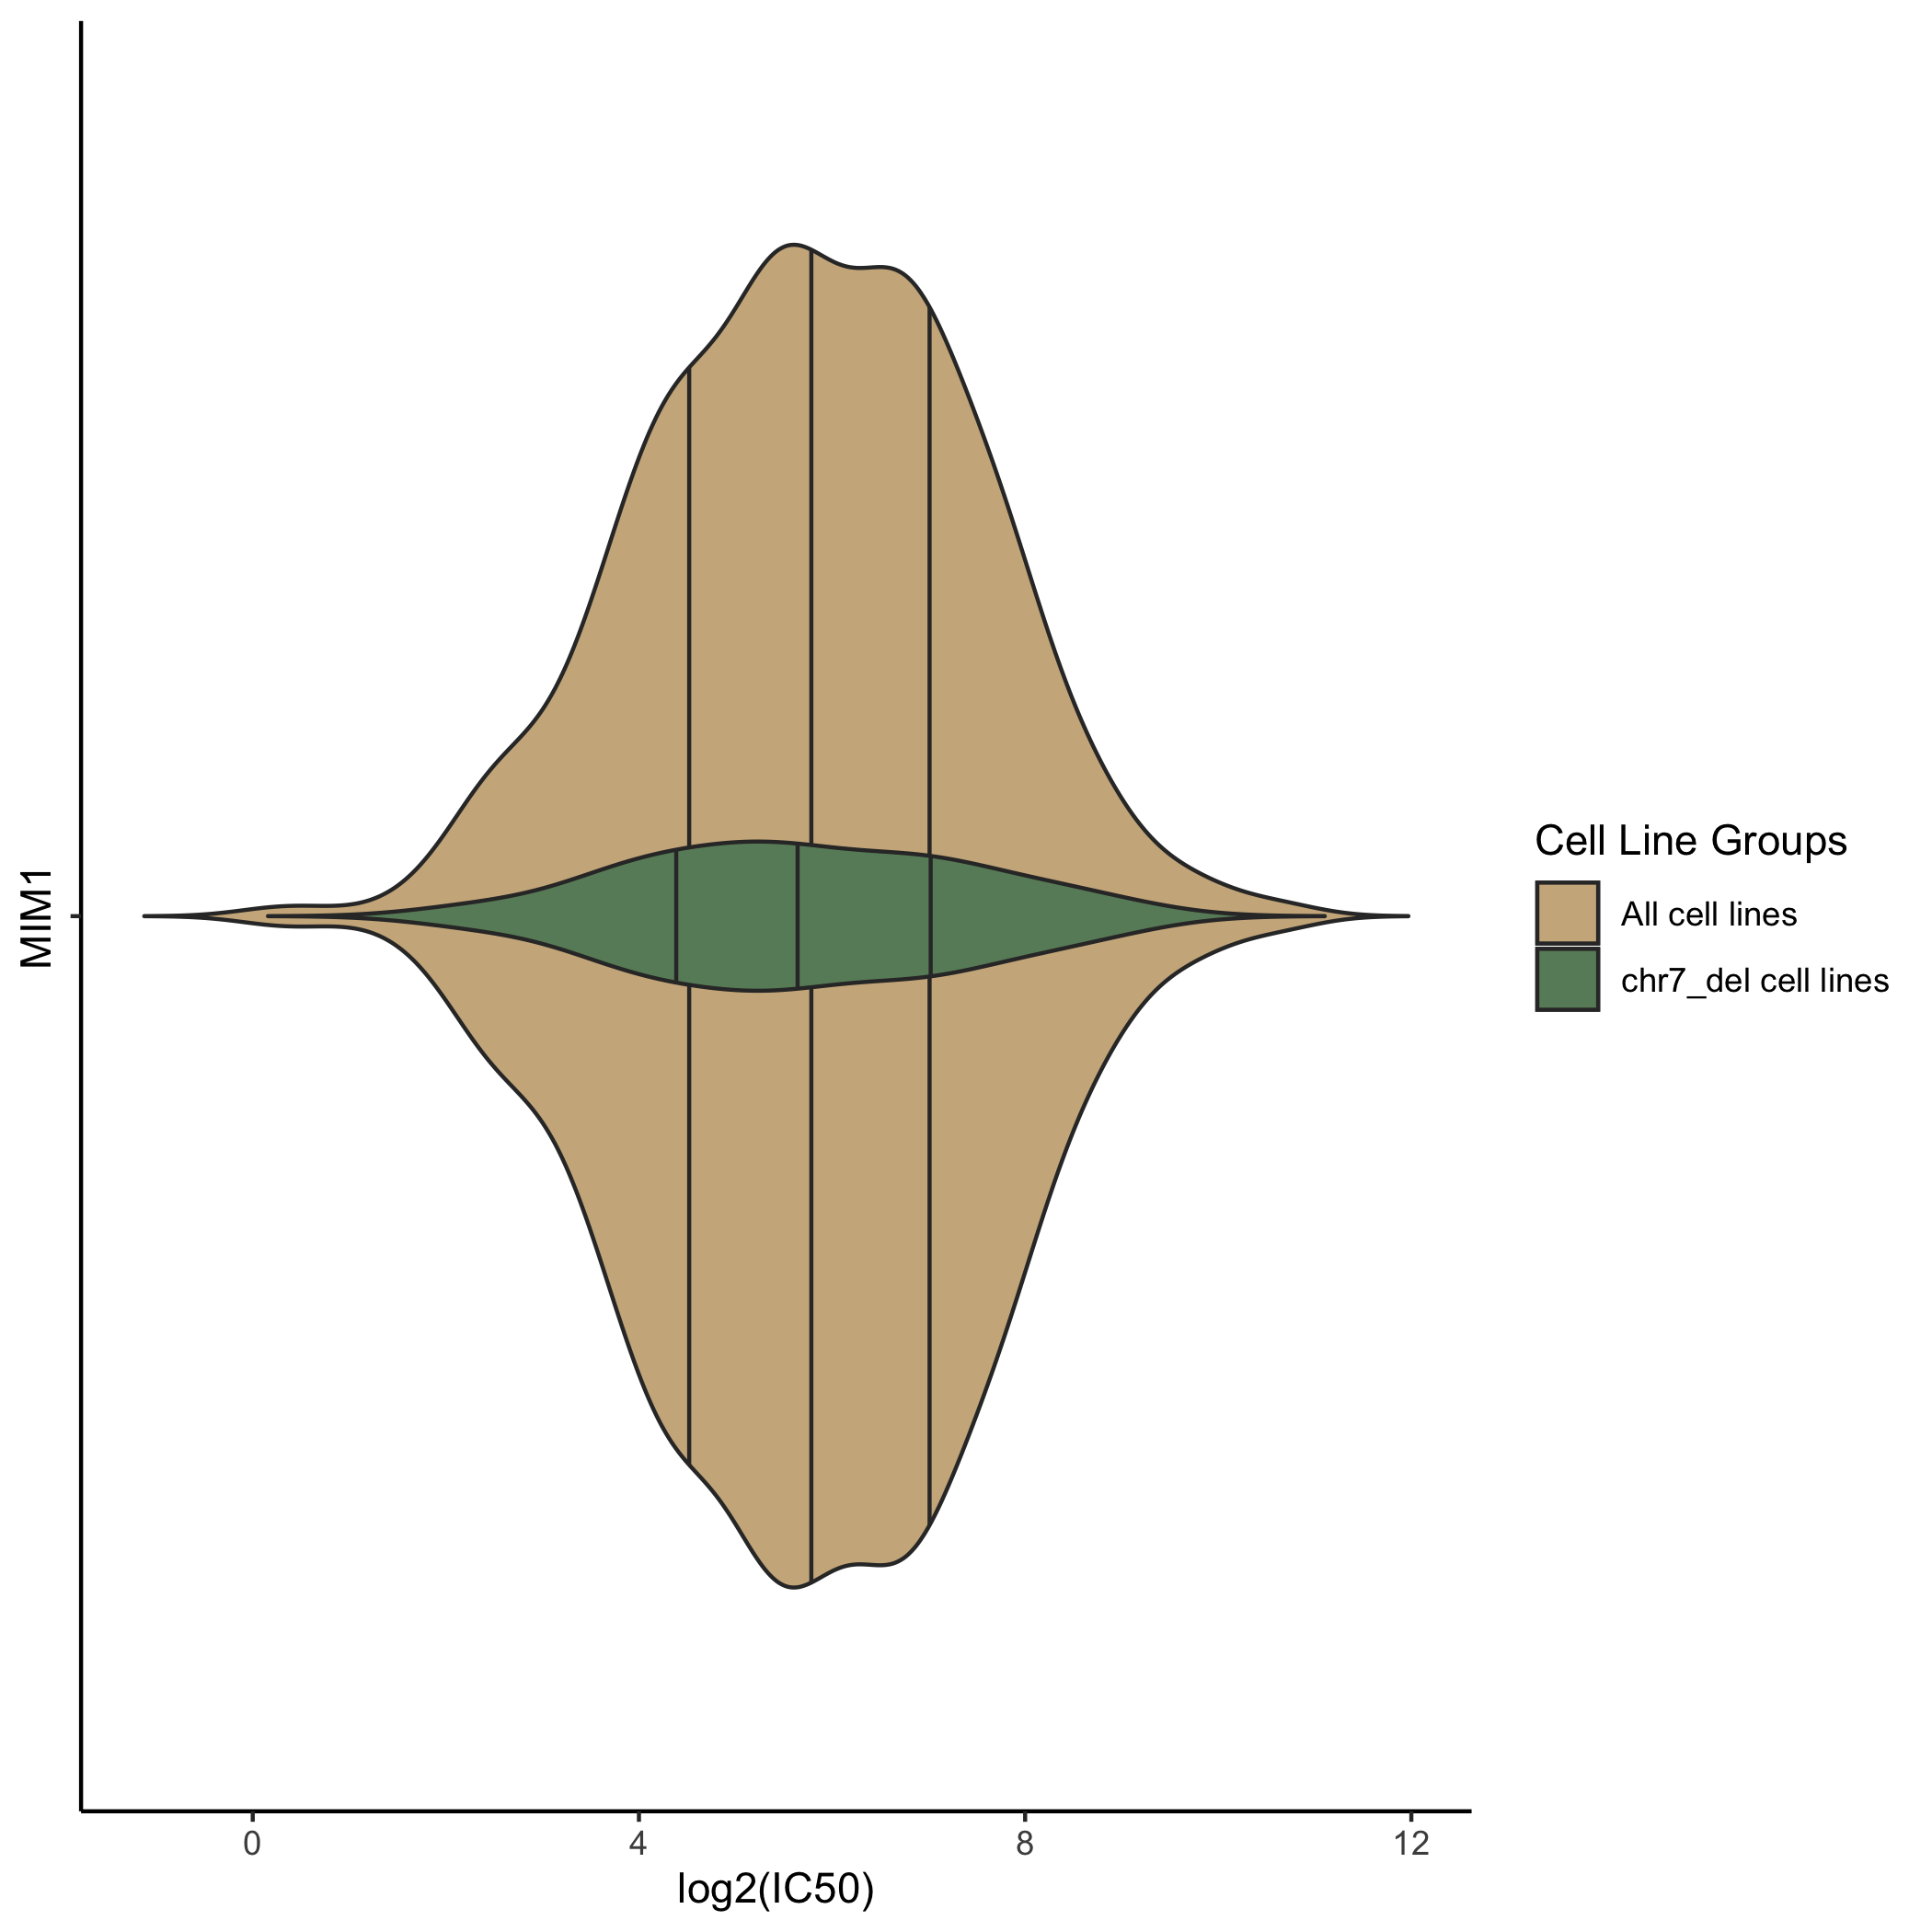 MIM1
Cell Line Groups
All cell lines
chr7_del cell lines
0 4 8 12
log2(IC50)